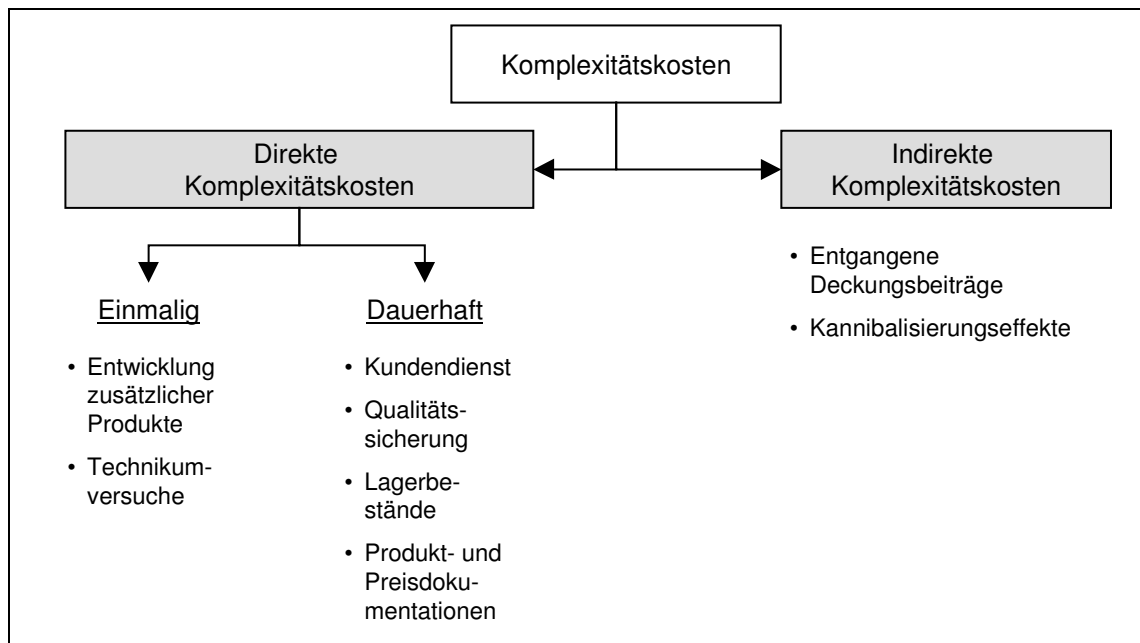 Komplexitätskosten
Direkte
Komplexitätskosten
Indirekte
Komplexitätskosten
Einmalig
• Entwicklung
zusätzlicher
Produkte
• Technikum-
versuche
Dauerhaft
• Kundendienst
• Qualitäts-
sicherung
• Lagerbe-
stände
• Produkt- und
Preisdoku-
mentationen
• Entgangene
Deckungsbeiträge
• Kannibalisierungseffekte